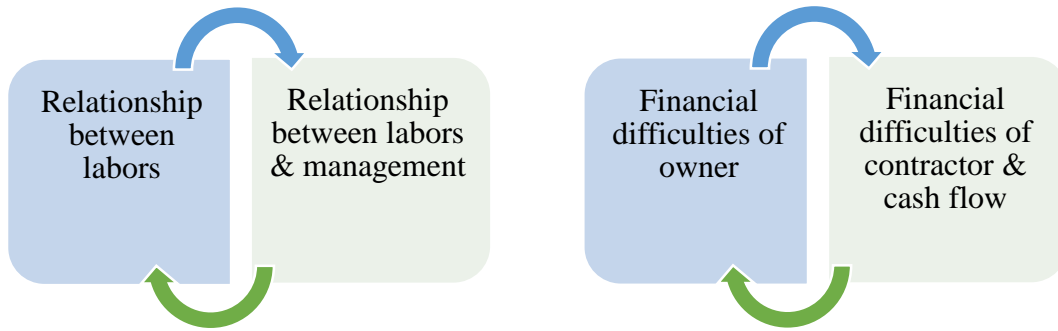 Relationship
between
labors
Relationship
between labors
& management
Financial
difficulties of
owner
Financial
difficulties of
contractor &
cash flow